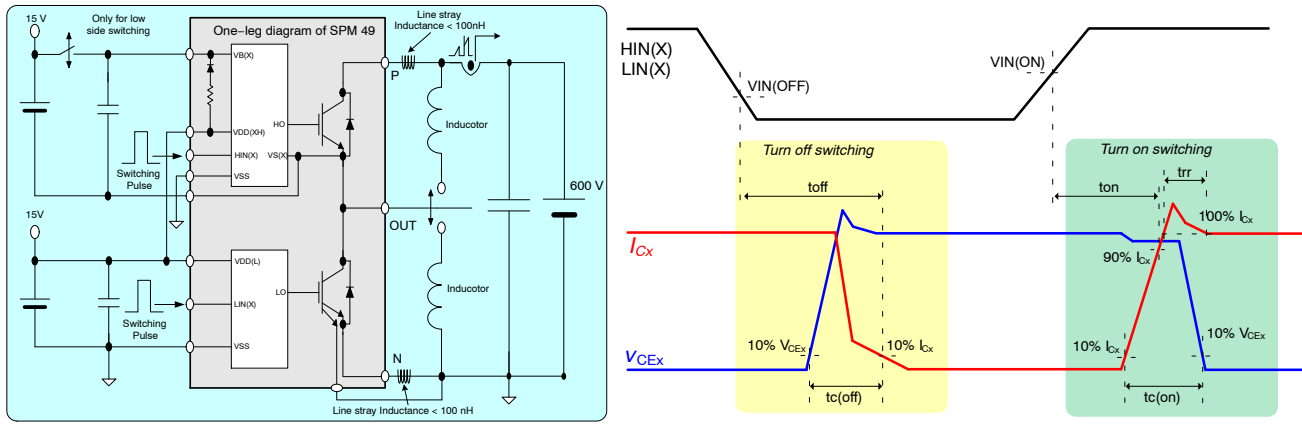 15 V
Only for low
side switching
One-leg diagram of SPM 49
Line stray
Inductance < 100nH
VB(X)
P
VDD(XH)
HO
HIN(X)
VS(X)
VSS
Switching
Pulse
Inducotor
600 V
OUT
15V
VDD(L)
LIN(X)
LO
VSS
Switching
Pulse
Inducotor
N
Line stray Inductance < 100 nH
HIN(X)
LIN(X)
VIN(OFF)
VIN(ON)
Turn off switching
toff
Turn on switching
ton
trr
100% ICx
90% ICx
ICx
vCEx
10% VCEx
10% ICx
tc(off)
10% ICx
10% VCEx
tc(on)